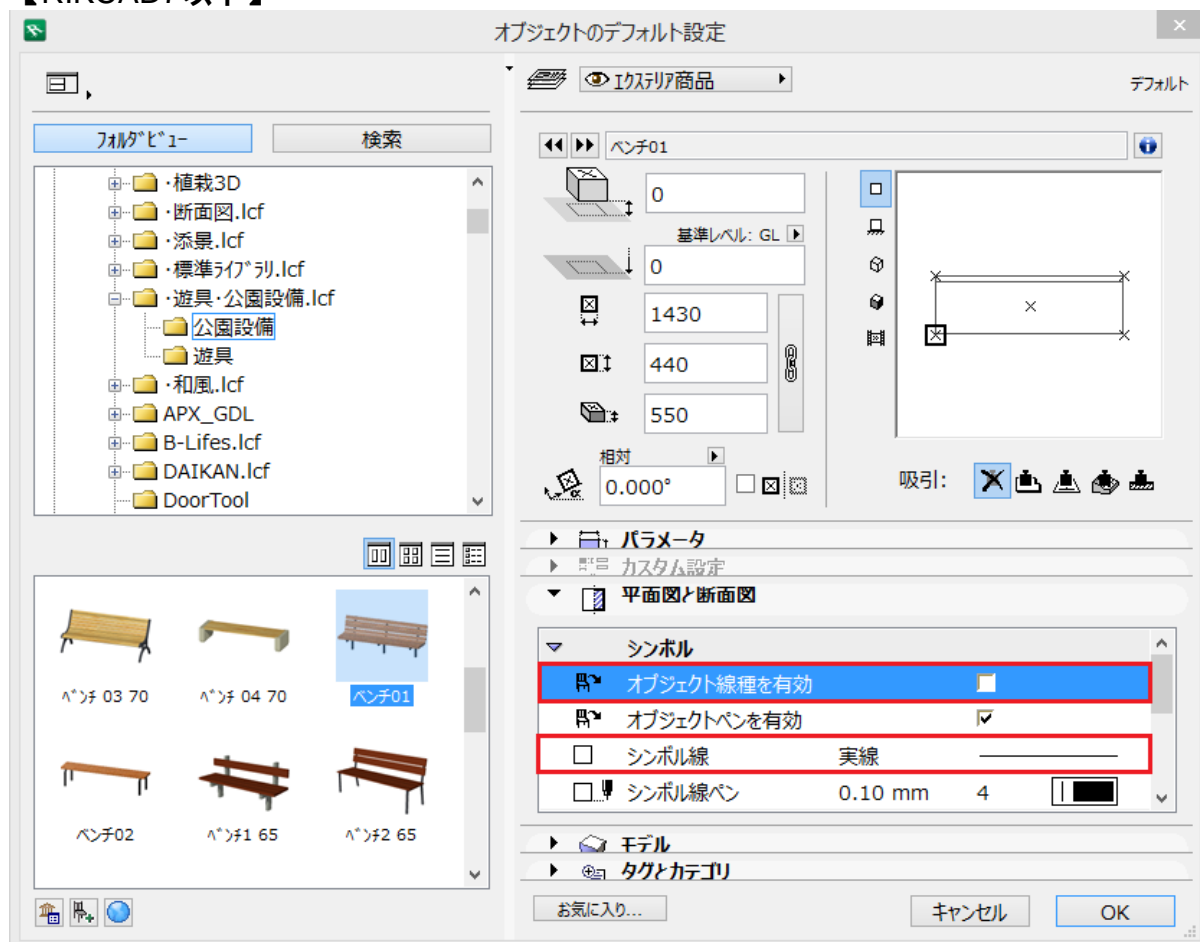 【RIKCAD7以下】
オブジェクトのデフォルト設定
エクステリア商品
デフォルト
フォルダビュー
検索
ベンチ01
・植栽3D
・断面図.lcf
・添景.lcf
・標準ライブラリ.lcf
・遊具・公園設備.lcf
公園設備
遊具
・和風.lcf
APX_GDL
B-Lifes.lcf
DAIKAN.lcf
DoorTool
0
基準レベル: GL
0
1430
440
550
相対
0.000°
吸引:
パラメータ
カスタム設定
平面図と断面図
シンボル
オブジェクト線種を有効
オブジェクトペンを有効
シンボル線 実線
シンボル線ペン 0.10 mm 4
モデル
タグとカテゴリ
ベンチ 03 70
ベンチ 04 70
ベンチ01
ベンチ02
ベンチ1 65
ベンチ2 65
お気に入り...
キャンセル
OK